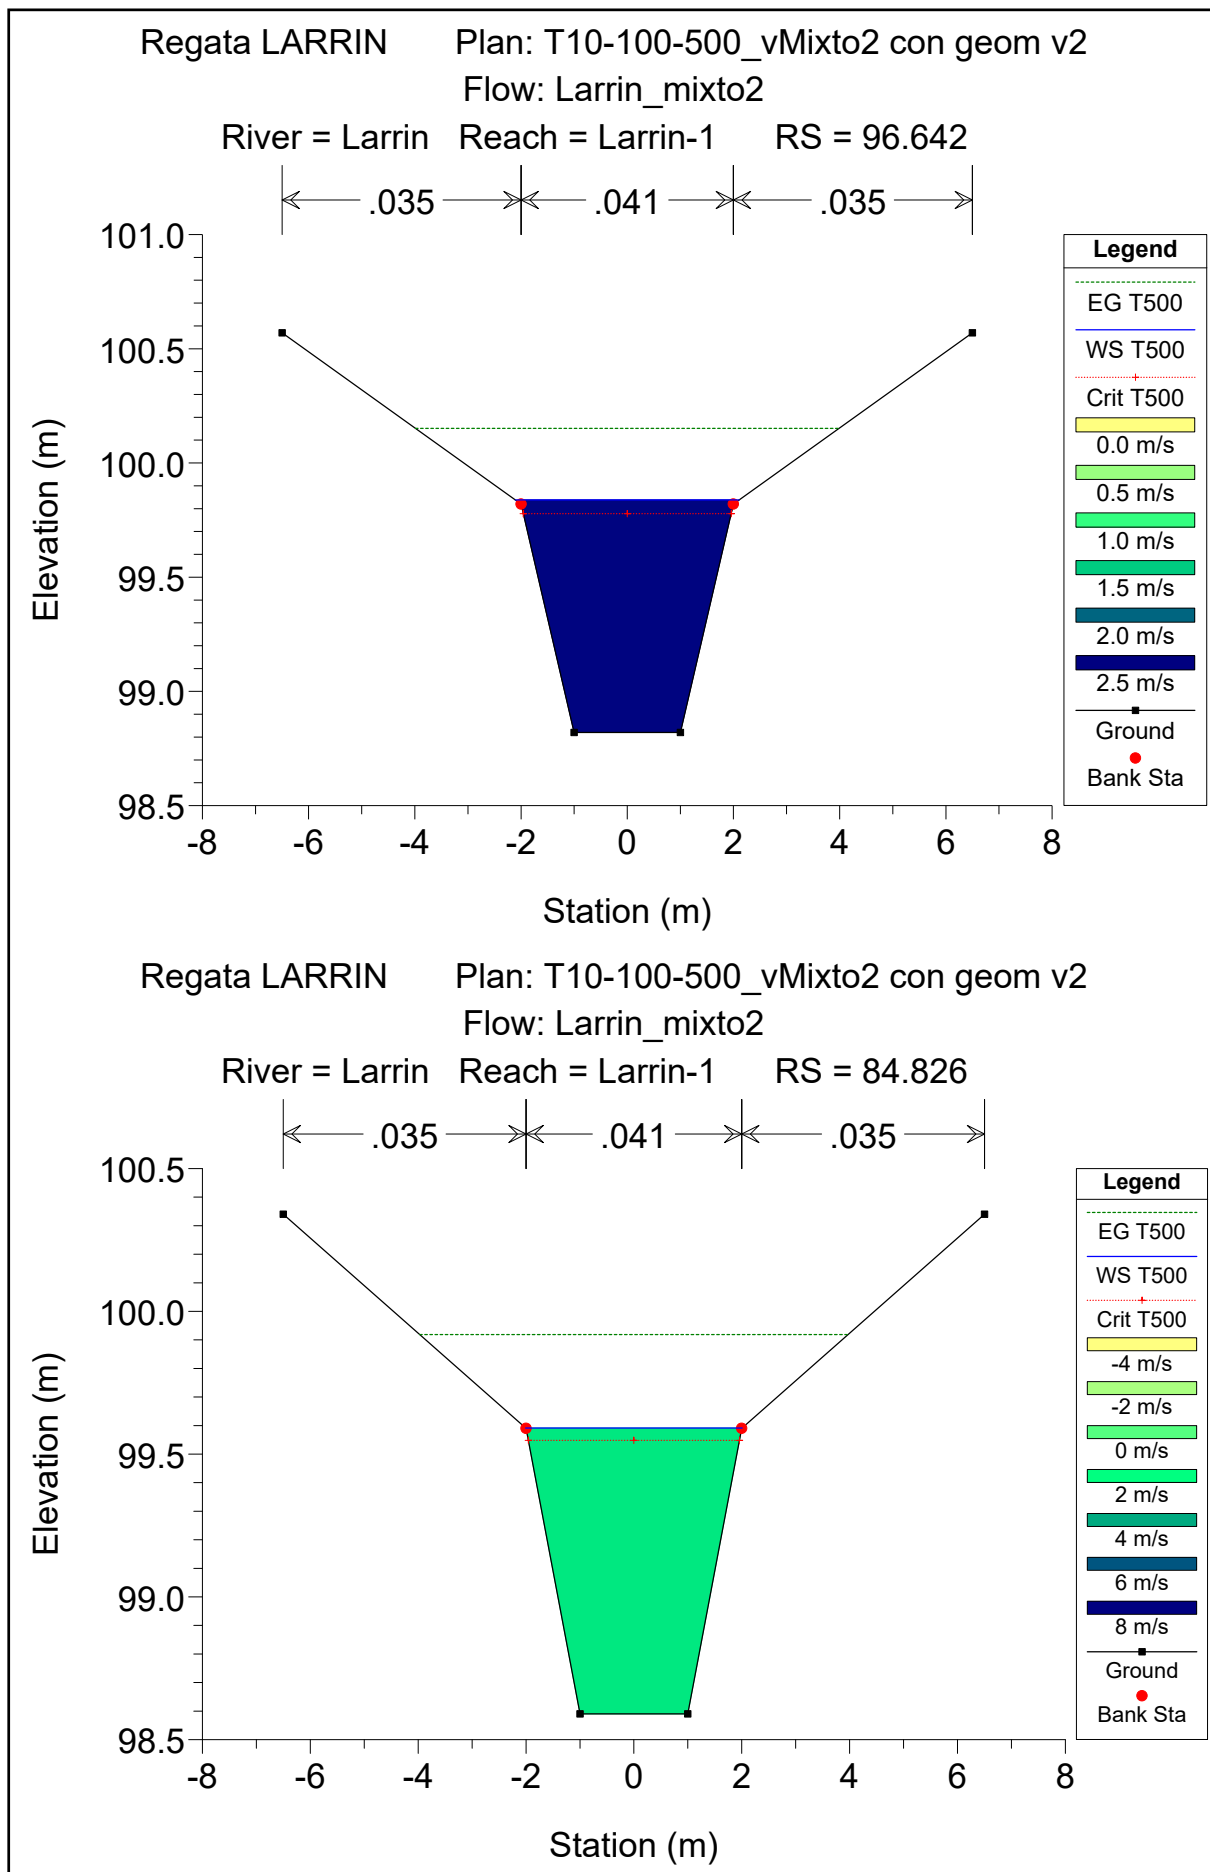 Regata LARRIN Plan: T10-100-500_vMixto2 con geom v2
Flow: Larrin_mixto2
River = Larrin Reach = Larrin-1 RS = 96.642
.035 .041 .035
101.0
100.5
100.0
99.5
99.0
98.5
-8 -6 -4 -2 0 2 4 6 8
Elevation (m)
Station (m)
Legend
EG T500
WS T500
Crit T500
0.0 m/s
0.5 m/s
1.0 m/s
1.5 m/s
2.0 m/s
2.5 m/s
Ground
Bank Sta
Regata LARRIN Plan: T10-100-500_vMixto2 con geom v2
Flow: Larrin_mixto2
River = Larrin Reach = Larrin-1 RS = 84.826
.035 .041 .035
100.5
100.0
99.5
99.0
98.5
-8 -6 -4 -2 0 2 4 6 8
Elevation (m)
Station (m)
Legend
EG T500
WS T500
Crit T500
-4 m/s
-2 m/s
0 m/s
2 m/s
4 m/s
6 m/s
8 m/s
Ground
Bank Sta